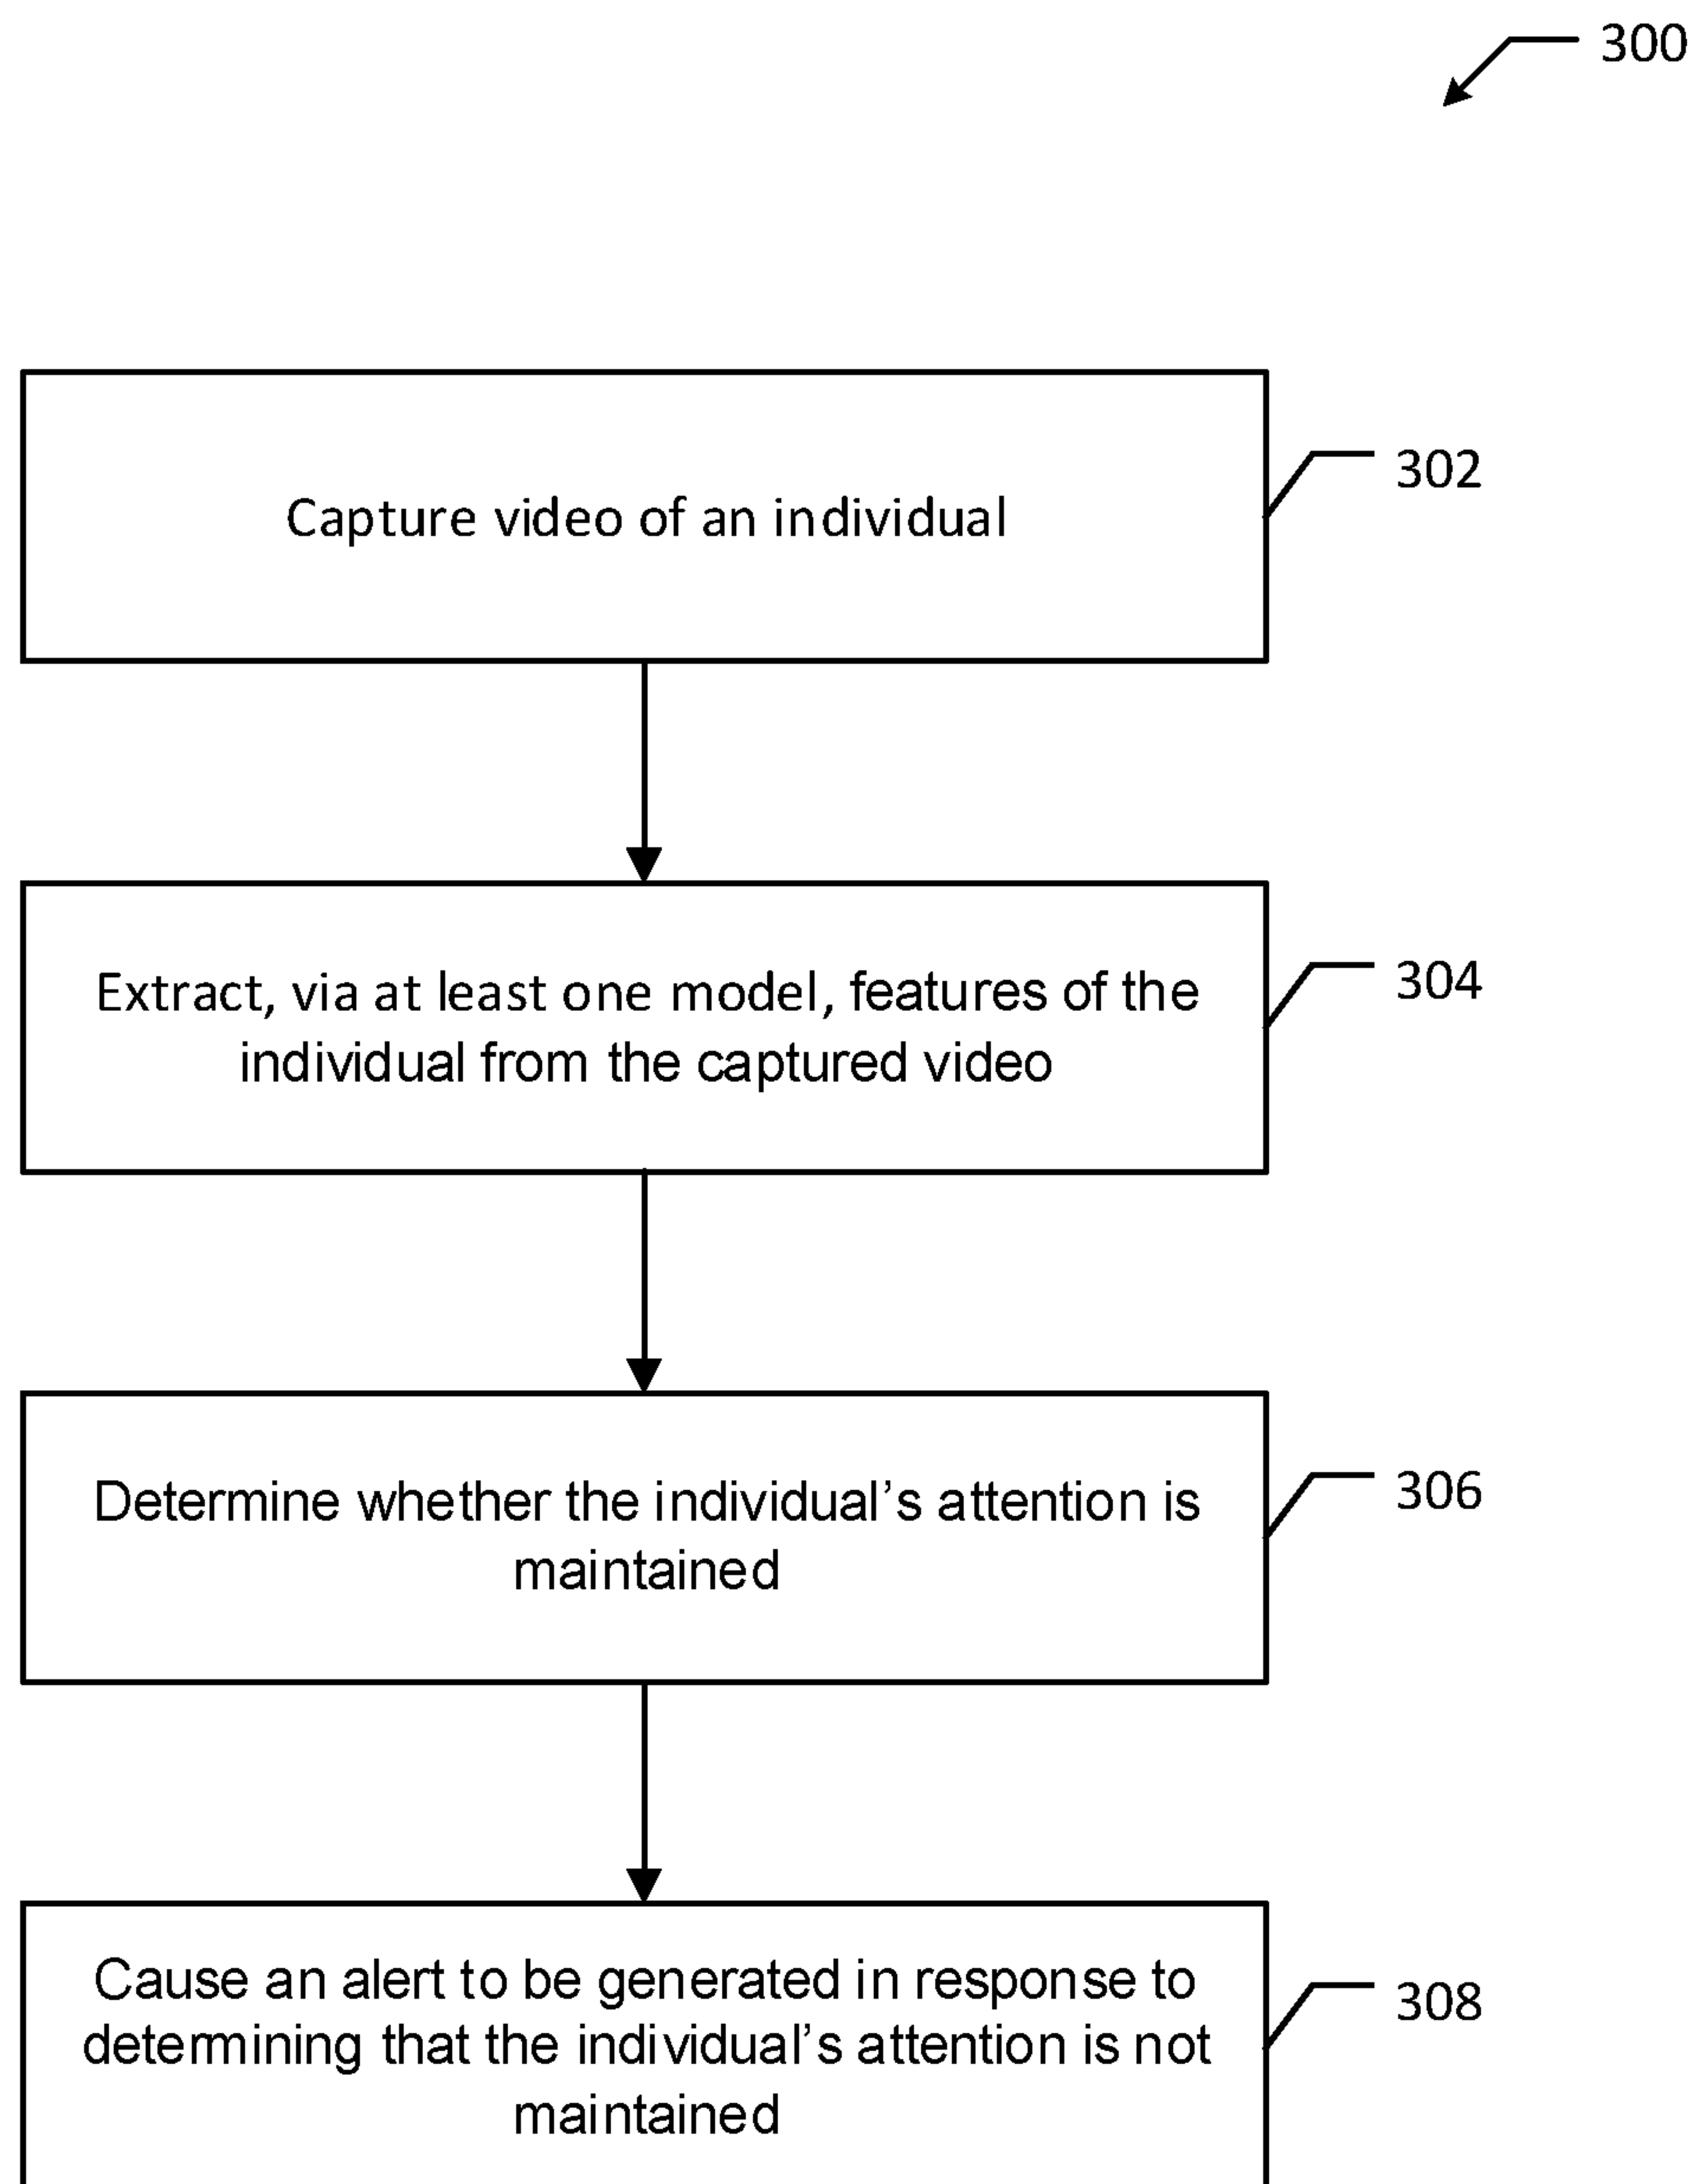 300
Capture video of an individual
302
Extract, via at least one model, features of the
individual from the captured video
304
Determine whether the individual’s attention is
maintained
306
Cause an alert to be generated in response to
determining that the individual’s attention is not
maintained
308